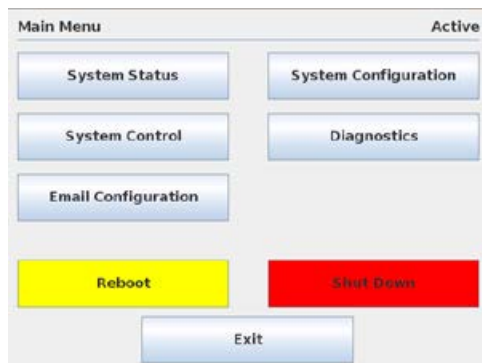 Main Menu Active
System Status System Configuration
System Control Diagnostics
Email Configuration
Reboot Shut Down
Exit